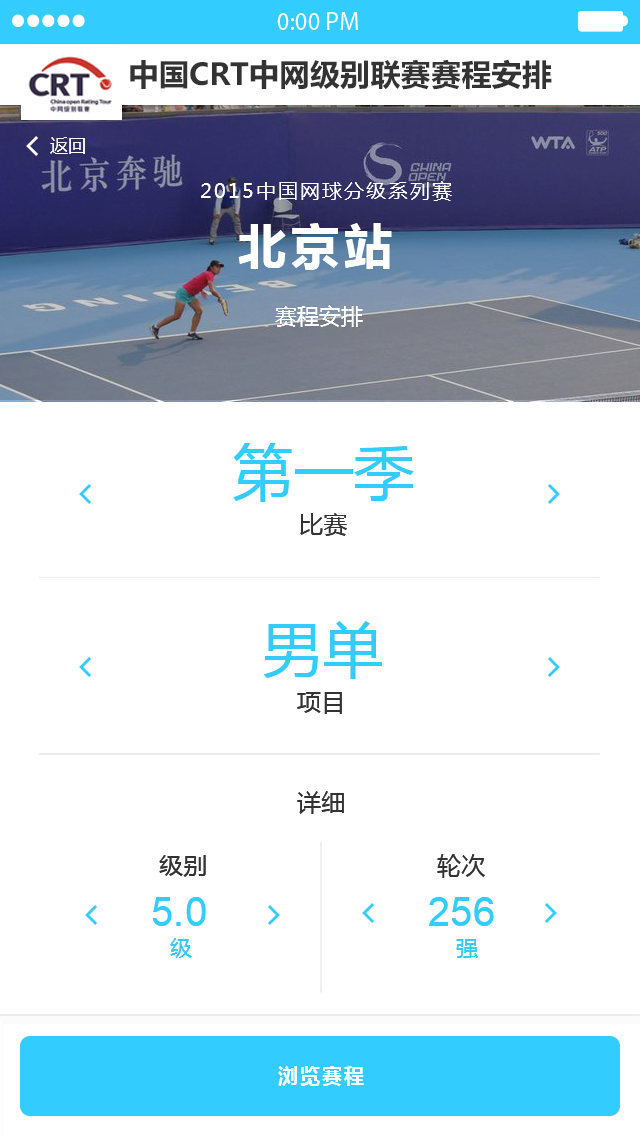 0:00 PM
CRT
China open Rating Tour
中网级别联赛
中国CRT中网级别联赛赛程安排
返回
北京奔驰
CHINA
OPEN
WTA
500
ATP
2015中国网球分级系列赛
北京站
BEIJING
赛程安排
第一季
比赛
男单
项目
详细
级别
轮次
5.0
256
级
强
浏览赛程